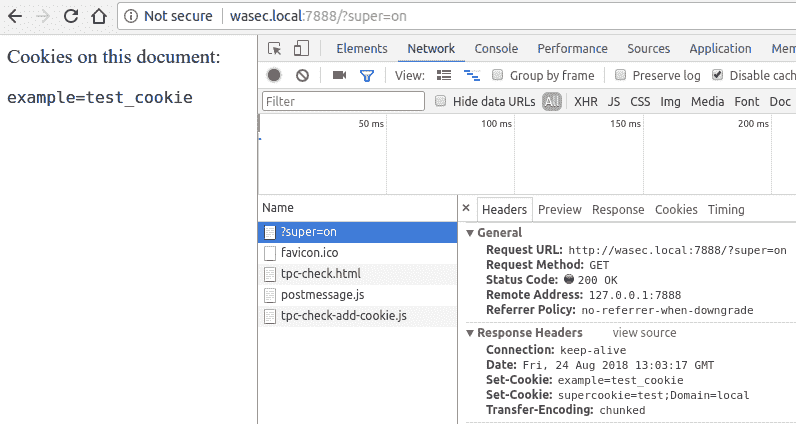 Not secure | wasec.local:7888/?super=on
Cookies on this document:
example=test_cookie
Elements Network Console Performance Sources Application Mem
View: Group by frame Preserve log Disable cach
Filter Hide data URLs All XHR JS CSS Img Media Font Doc
50 ms 100 ms 150 ms 200 ms
Name
?super=on
favicon.ico
tpc-check.html
postmessage.js
tpc-check-add-cookie.js
× Headers Preview Response Cookies Timing
▼ General
Request URL: http://wasec.local:7888/?super=on
Request Method: GET
Status Code: 200 OK
Remote Address: 127.0.0.1:7888
Referrer Policy: no-referrer-when-downgrade
▼ Response Headers view source
Connection: keep-alive
Date: Fri, 24 Aug 2018 13:03:17 GMT
Set-Cookie: example=test_cookie
Set-Cookie: supercookie=test;Domain=local
Transfer-Encoding: chunked